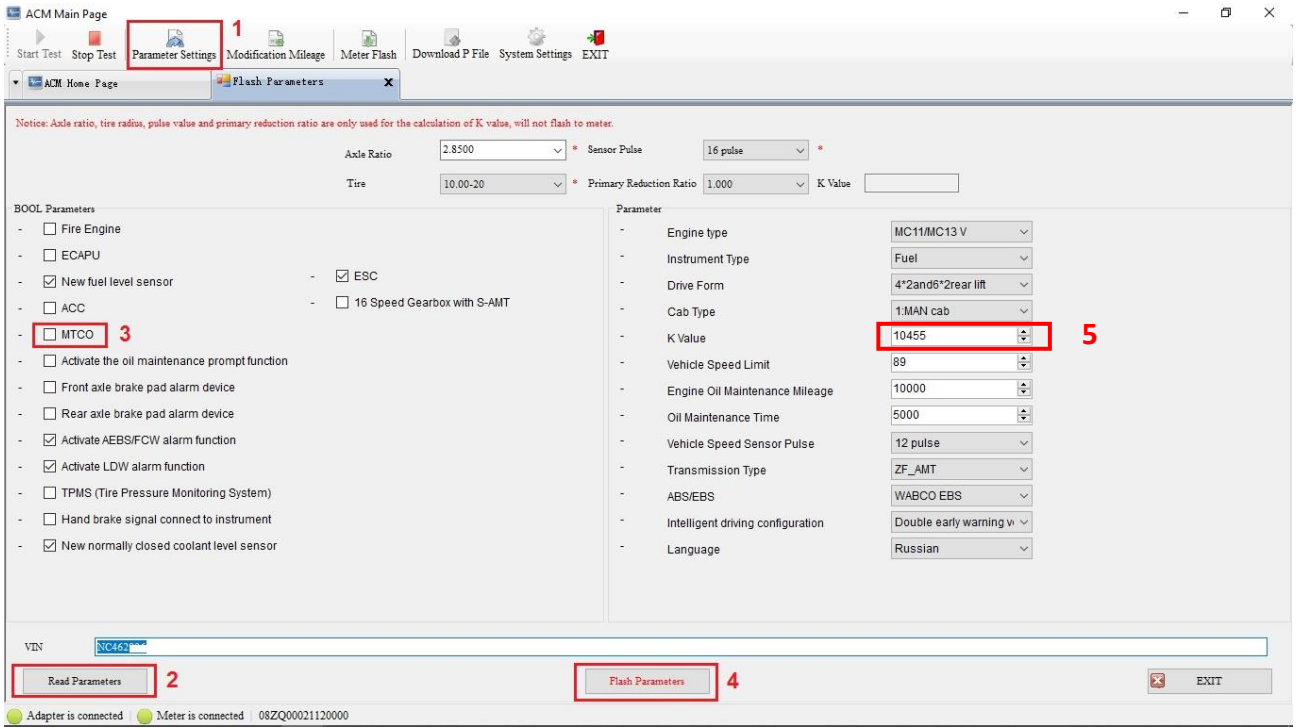 ACM Main Page
1
Start Test Stop Test Parameter Settings Modification Mileage Meter Flash Download P File System Settings EXIT
ACM Home Page Flash Parameters x
Notice: Axle ratio, tire radius, pulse value and primary reduction ratio are only used for the calculation of K value, will not flash to meter.
Axle Ratio 2.8500 * Sensor Pulse 16 pulse *
Tire 10.00-20 * Primary Reduction Ratio 1.000 K Value
BOOL Parameters
- Fire Engine
- ECAPU
- New fuel level sensor - ESC
- ACC - 16 Speed Gearbox with S-AMT
- MTCO 3
- Activate the oil maintenance prompt function
- Front axle brake pad alarm device
- Rear axle brake pad alarm device
- Activate AEBS/FCW alarm function
- Activate LDW alarm function
- TPMS (Tire Pressure Monitoring System)
- Hand brake signal connect to instrument
- New normally closed coolant level sensor
Parameter
- Engine type MC11/MC13 V
- Instrument Type Fuel
- Drive Form 4*2and6*2rear lift
- Cab Type 1:MAN cab
- K Value 10455 5
- Vehicle Speed Limit 89
- Engine Oil Maintenance Mileage 10000
- Oil Maintenance Time 5000
- Vehicle Speed Sensor Pulse 12 pulse
- Transmission Type ZF_AMT
- ABS/EBS WABCO EBS
- Intelligent driving configuration Double early warning
- Language Russian
VIN NC462
Read Parameters 2 Flash Parameters 4 EXIT
Adapter is connected Meter is connected 08ZQ00021120000